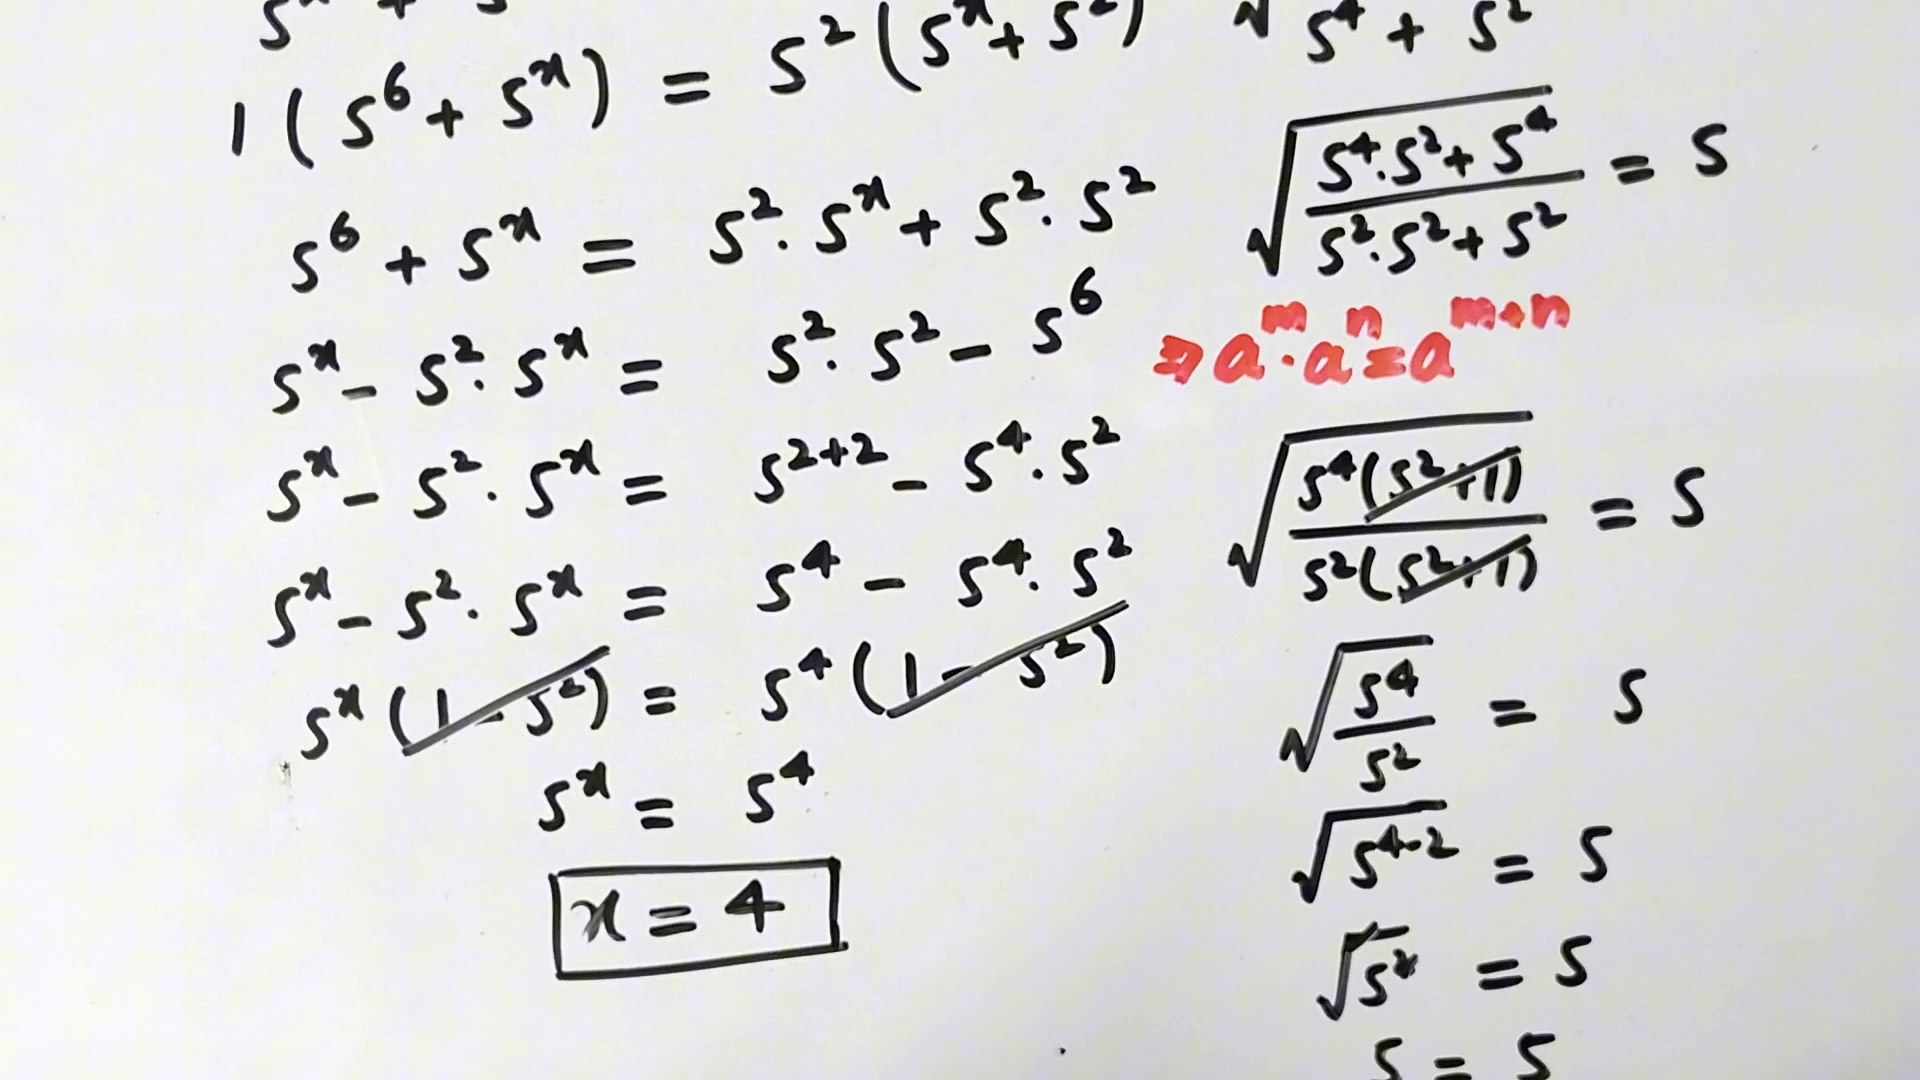 1 ( 5⁶ + 5ˣ ) = 5² ( 5ˣ + 5² )
5⁶ + 5ˣ = 5² . 5ˣ + 5² . 5²
5ˣ - 5² . 5ˣ = 5² . 5² - 5⁶
5ˣ - 5² . 5ˣ = 5²⁺² - 5⁴ . 5²
5ˣ - 5² . 5ˣ = 5⁴ - 5⁴ . 5²
5ˣ ( 1 - 5² ) = 5⁴ ( 1 - 5² )
5ˣ = 5⁴
x = 4
√ 5⁴ + 5²
√ (5⁴ . 5² + 5⁴) / (5² . 5² + 5²) = 5
⇒ aᵐ . aⁿ = aᵐ⁺ⁿ
√ 5⁴ ( 5² + 1 ) / 5² ( 5² + 1 ) = 5
√ 5⁴ / 5² = 5
√ 5⁴⁻² = 5
√ 5² = 5
5 = 5